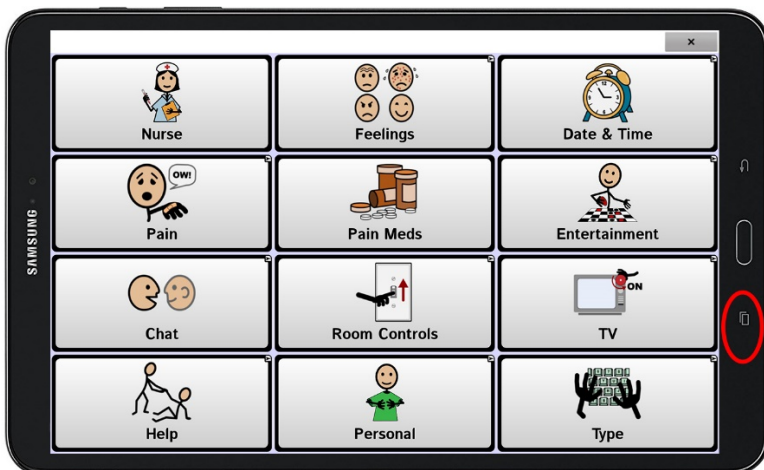 ×
Nurse
Feelings
Date & Time
OW!
Pain
Pain Meds
Entertainment
Chat
Room Controls
ON
TV
Help
Personal
Type
SAMSUNG